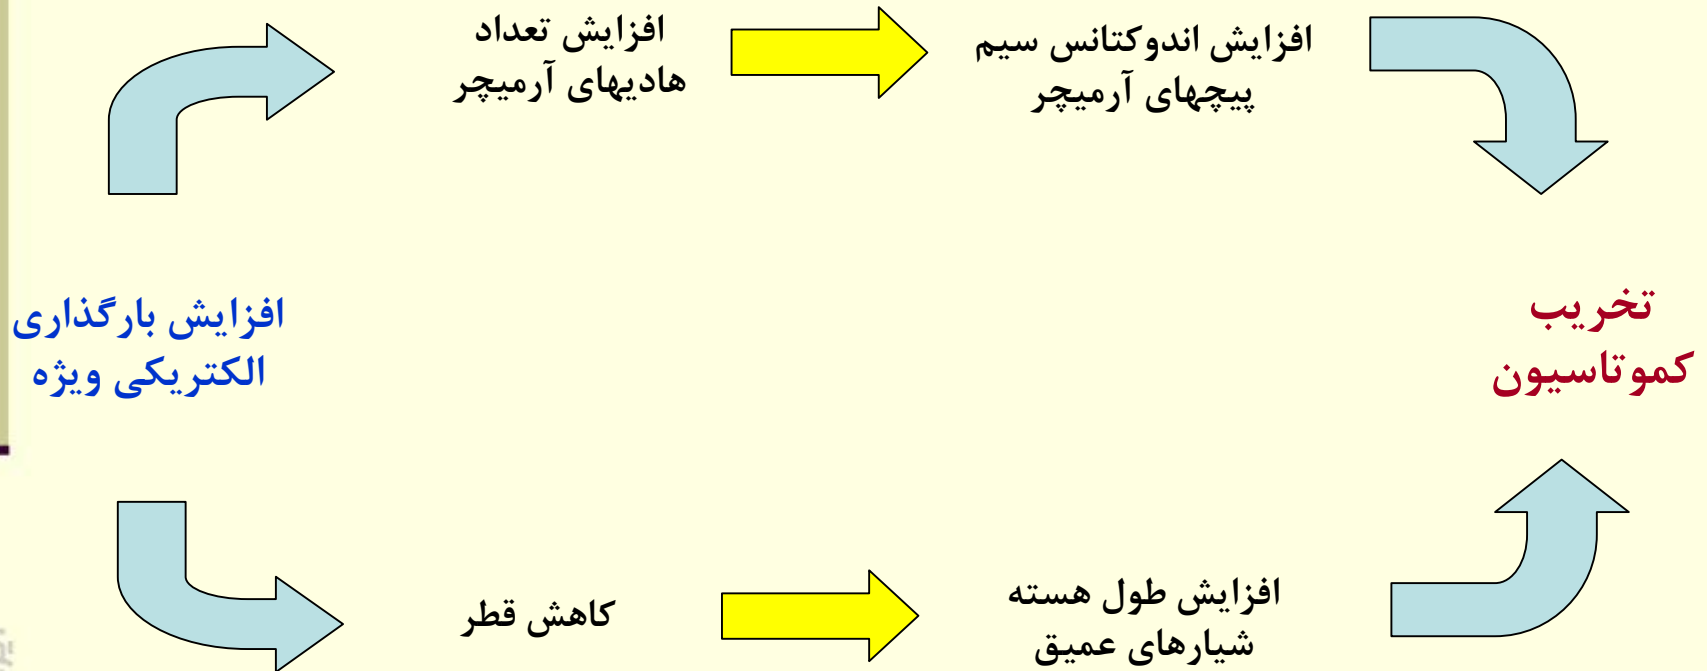 افزایش بارگذاری
الکتریکی ویژه
افزایش تعداد
هادیهای آرمیچر
افزایش اندوکتانس سیم
پیچهای آرمیچر
کاهش قطر
افزایش طول هسته
شیارهای عمیق
تخریب
کموتاسیون